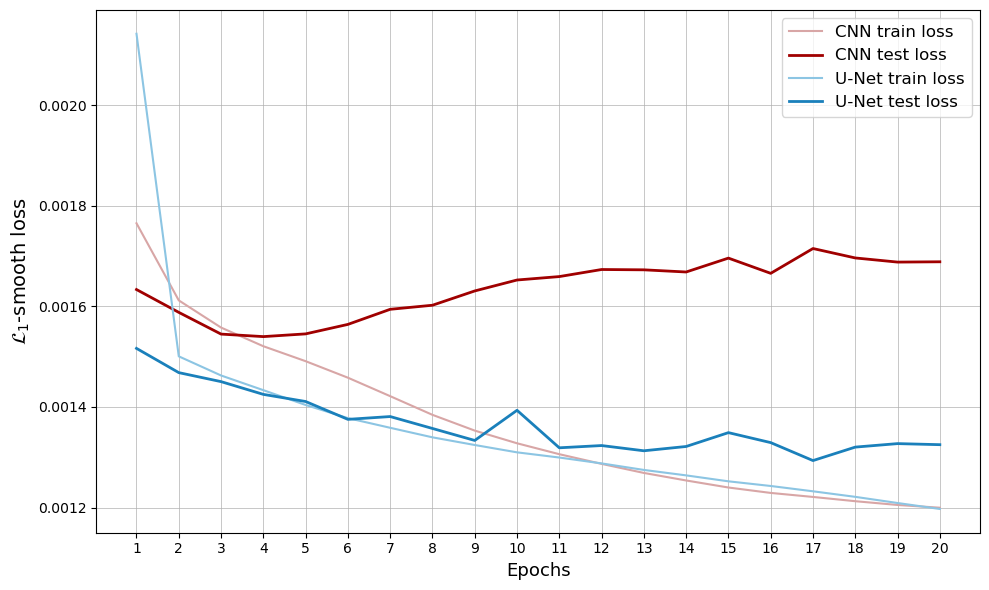 CNN train loss
CNN test loss
U-Net train loss
U-Net test loss
ℒ₁-smooth loss
0.0020
0.0018
0.0016
0.0014
0.0012
1 2 3 4 5 6 7 8 9 10 11 12 13 14 15 16 17 18 19 20
Epochs